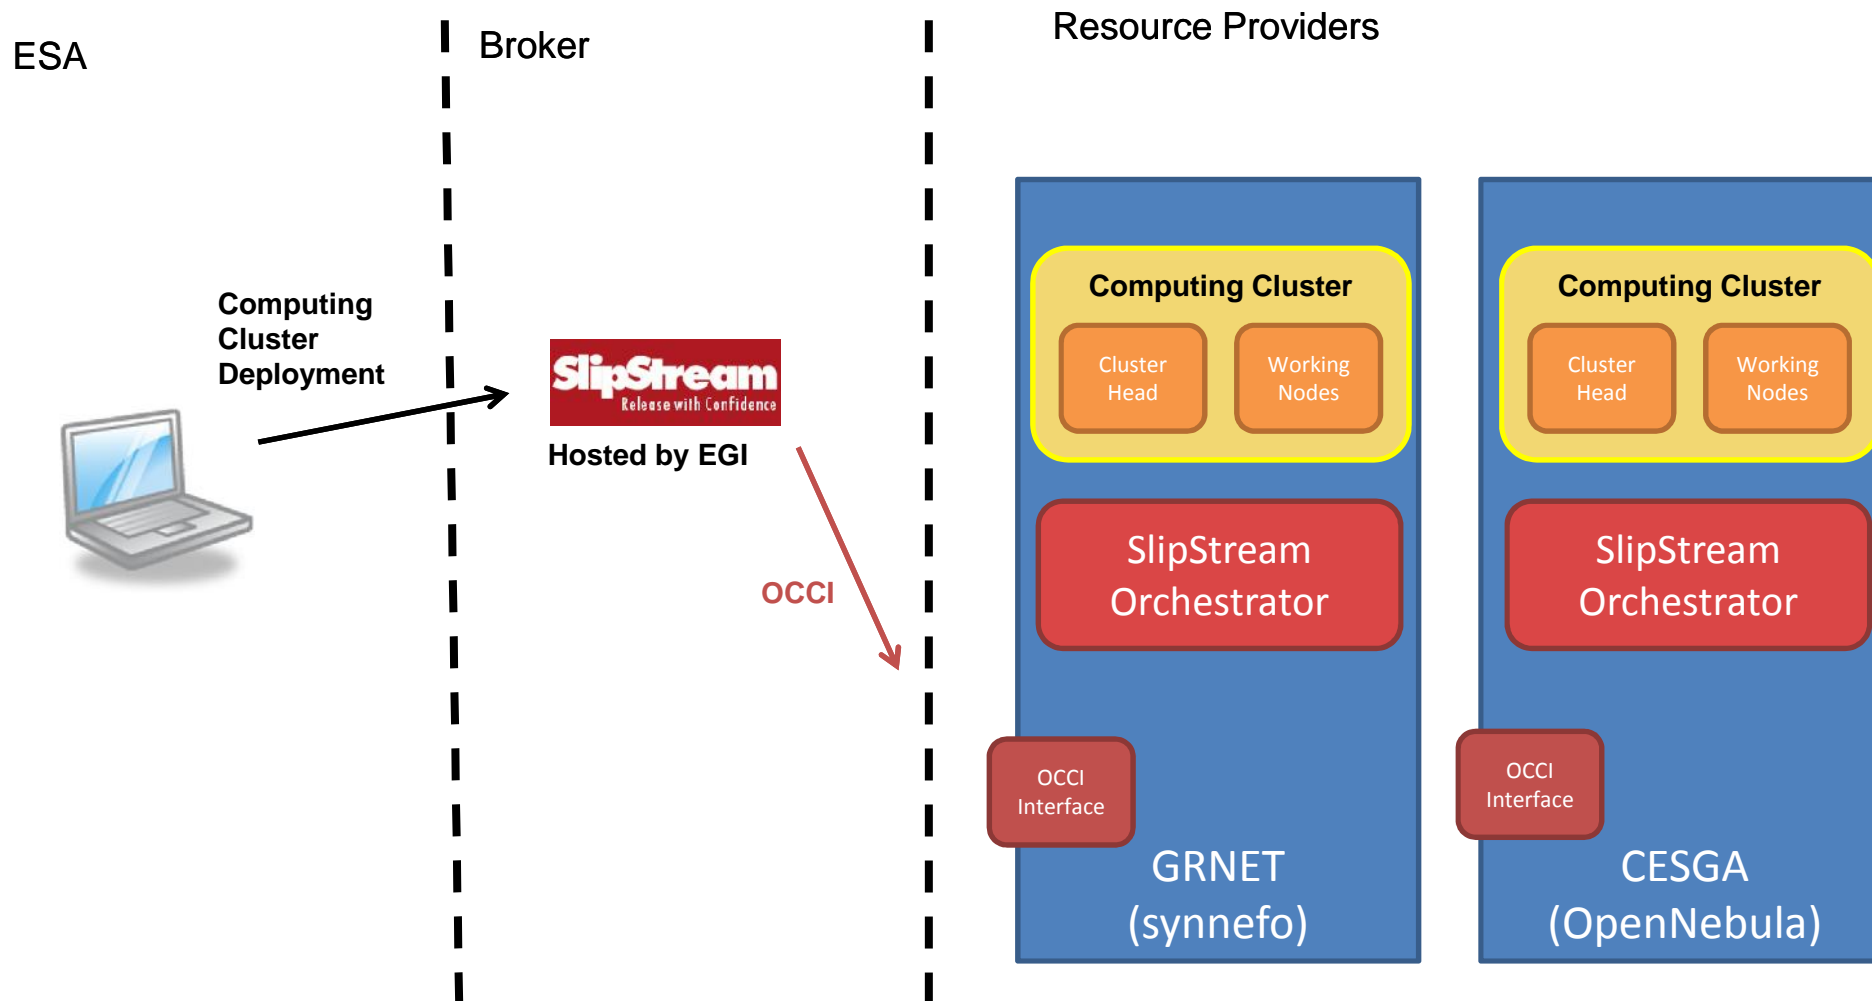 ESA
Broker
Resource Providers
Computing
Cluster
Deployment
SlipStream
Release with Confidence
Hosted by EGI
OCCI
Computing Cluster
Cluster
Head
Working
Nodes
SlipStream
Orchestrator
OCCI
Interface
GRNET
(synnefo)
Computing Cluster
Cluster
Head
Working
Nodes
SlipStream
Orchestrator
OCCI
Interface
CESGA
(OpenNebula)